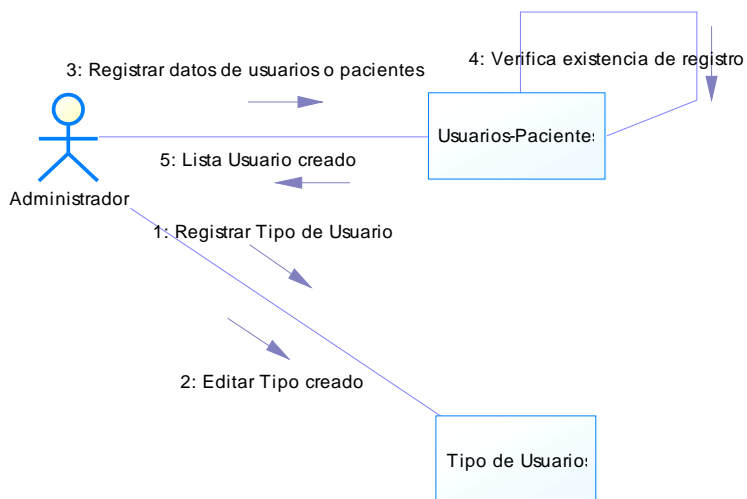 3: Registrar datos de usuarios o pacientes
4: Verifica existencia de registro
Usuarios-Pacientes
5: Lista Usuario creado
Administrador
1: Registrar Tipo de Usuario
2: Editar Tipo creado
Tipo de Usuarios